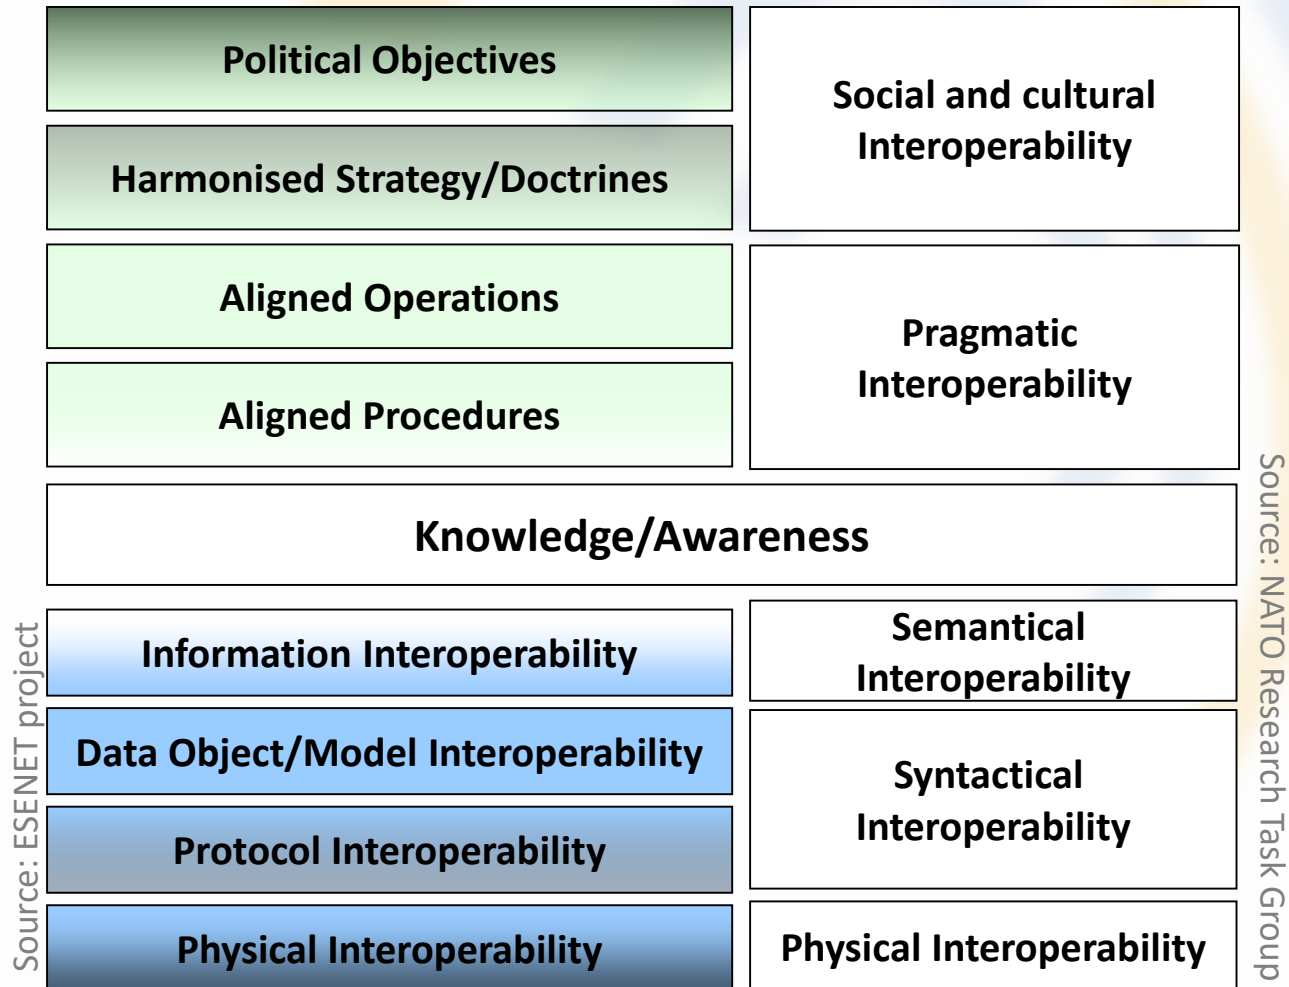 Political Objectives
Harmonised Strategy/Doctrines
Aligned Operations
Aligned Procedures
Social and cultural
Interoperability
Pragmatic
Interoperability
Knowledge/Awareness
Information Interoperability
Data Object/Model Interoperability
Protocol Interoperability
Physical Interoperability
Semantical
Interoperability
Syntactical
Interoperability
Physical Interoperability
Source: ESENET project
Source: NATO Research Task Group